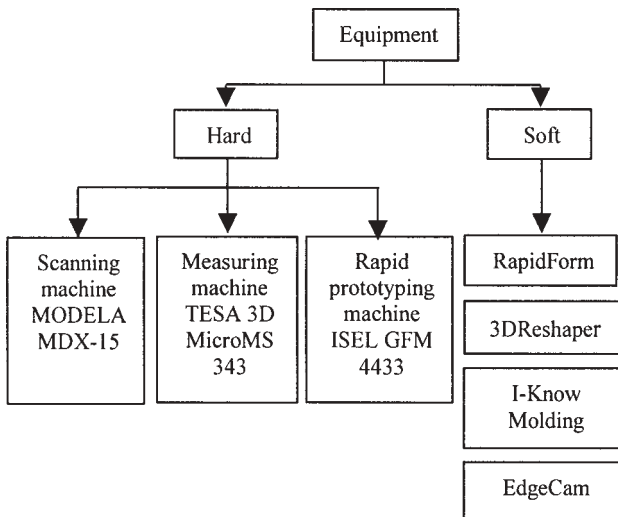 Equipment
Hard
Soft
Scanning
machine
MODELA
MDX-15
Measuring
machine
TESA 3D
MicroMS
343
Rapid
prototyping
machine
ISEL GFM
4433
RapidForm
3DReshaper
I-Know
Molding
EdgeCam